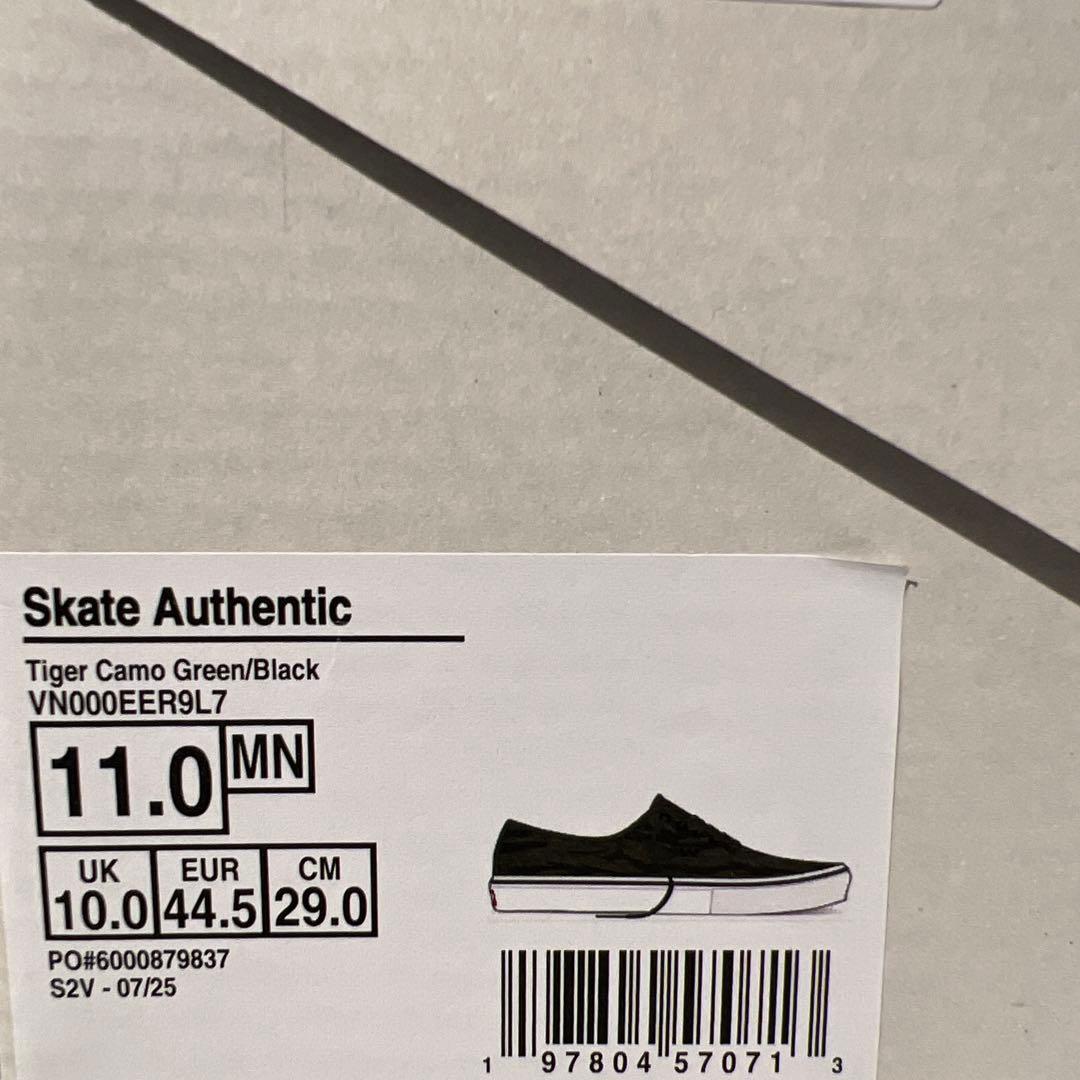 Skate Authentic
Tiger Camo Green/Black
VN000EER9L7
11.0 MN
UK EUR CM
10.0 44.5 29.0
PO#6000879837
S2V - 07/25
1 97804 57071 3